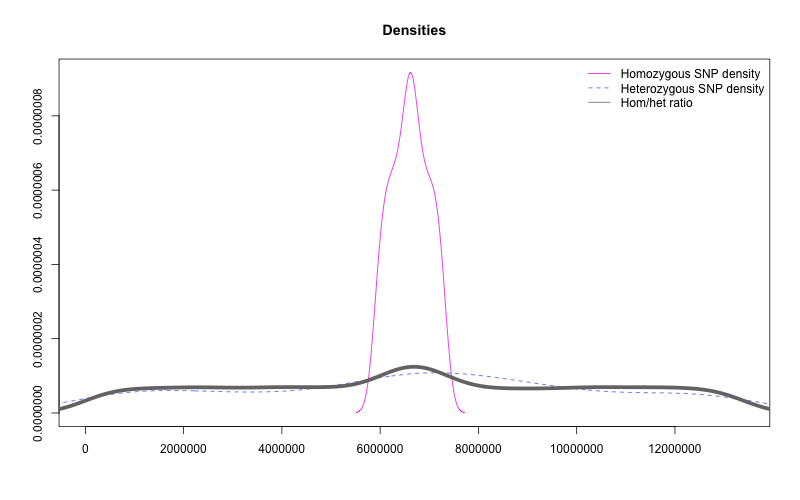 Densities
Homozygous SNP density
Heterozygous SNP density
Hom/het ratio
0.0000008
0.0000006
0.0000004
0.0000002
0.0000000
0 2000000 4000000 6000000 8000000 10000000 12000000